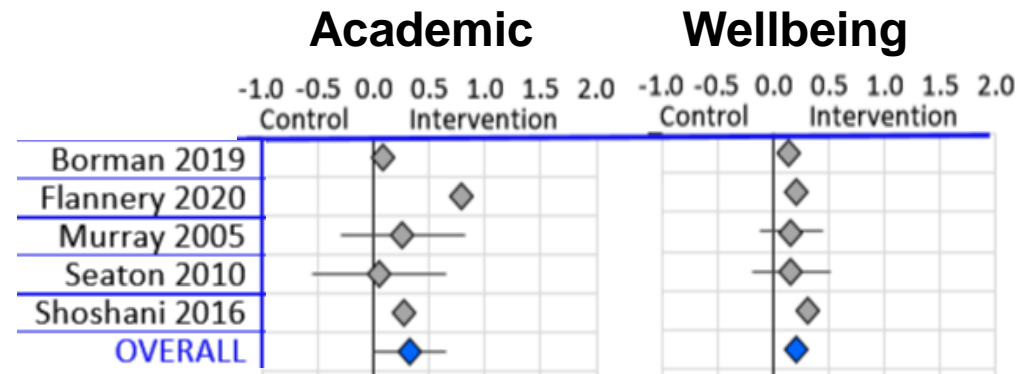 Academic Wellbeing
-1.0 -0.5 0.0 0.5 1.0 1.5 2.0 -1.0 -0.5 0.0 0.5 1.0 1.5 2.0
Control Intervention _Control Intervention
Borman 2019
Flannery 2020
Murray 2005
Seaton 2010
Shoshani 2016
OVERALL